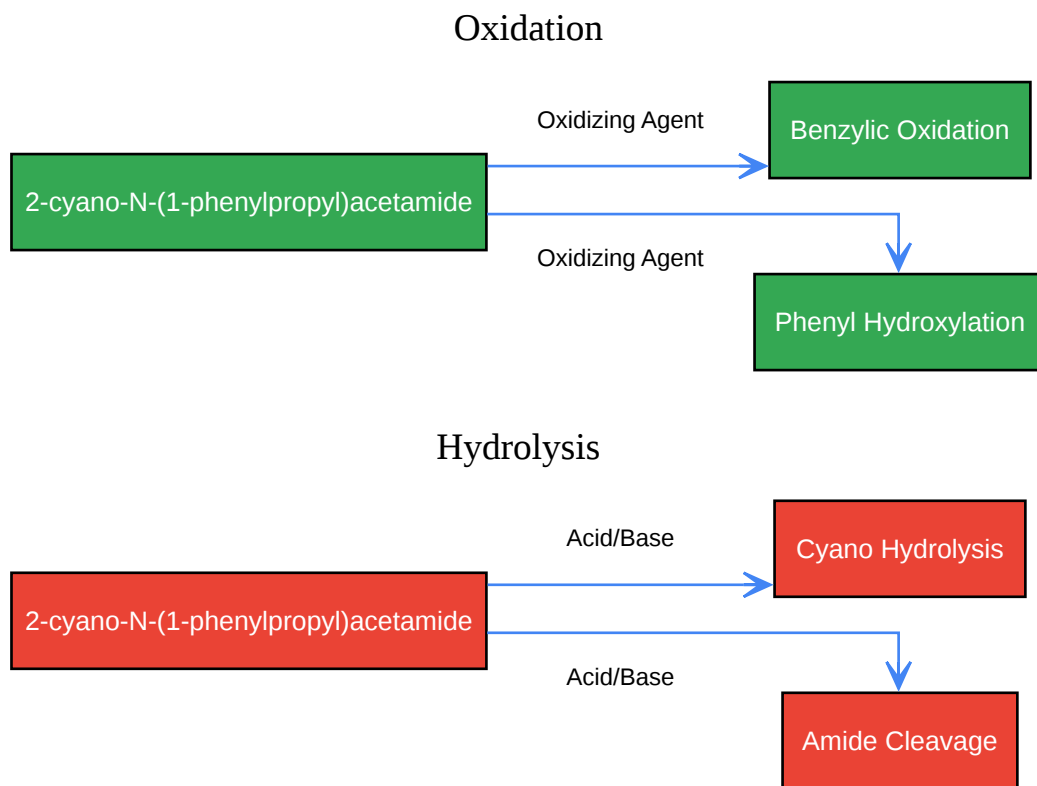 Oxidation
Oxidizing Agent
Benzylic Oxidation
2-cyano-N-(1-phenylpropyl)acetamide
Oxidizing Agent
Phenyl Hydroxylation
Hydrolysis
Acid/Base
Cyano Hydrolysis
2-cyano-N-(1-phenylpropyl)acetamide
Acid/Base
Amide Cleavage